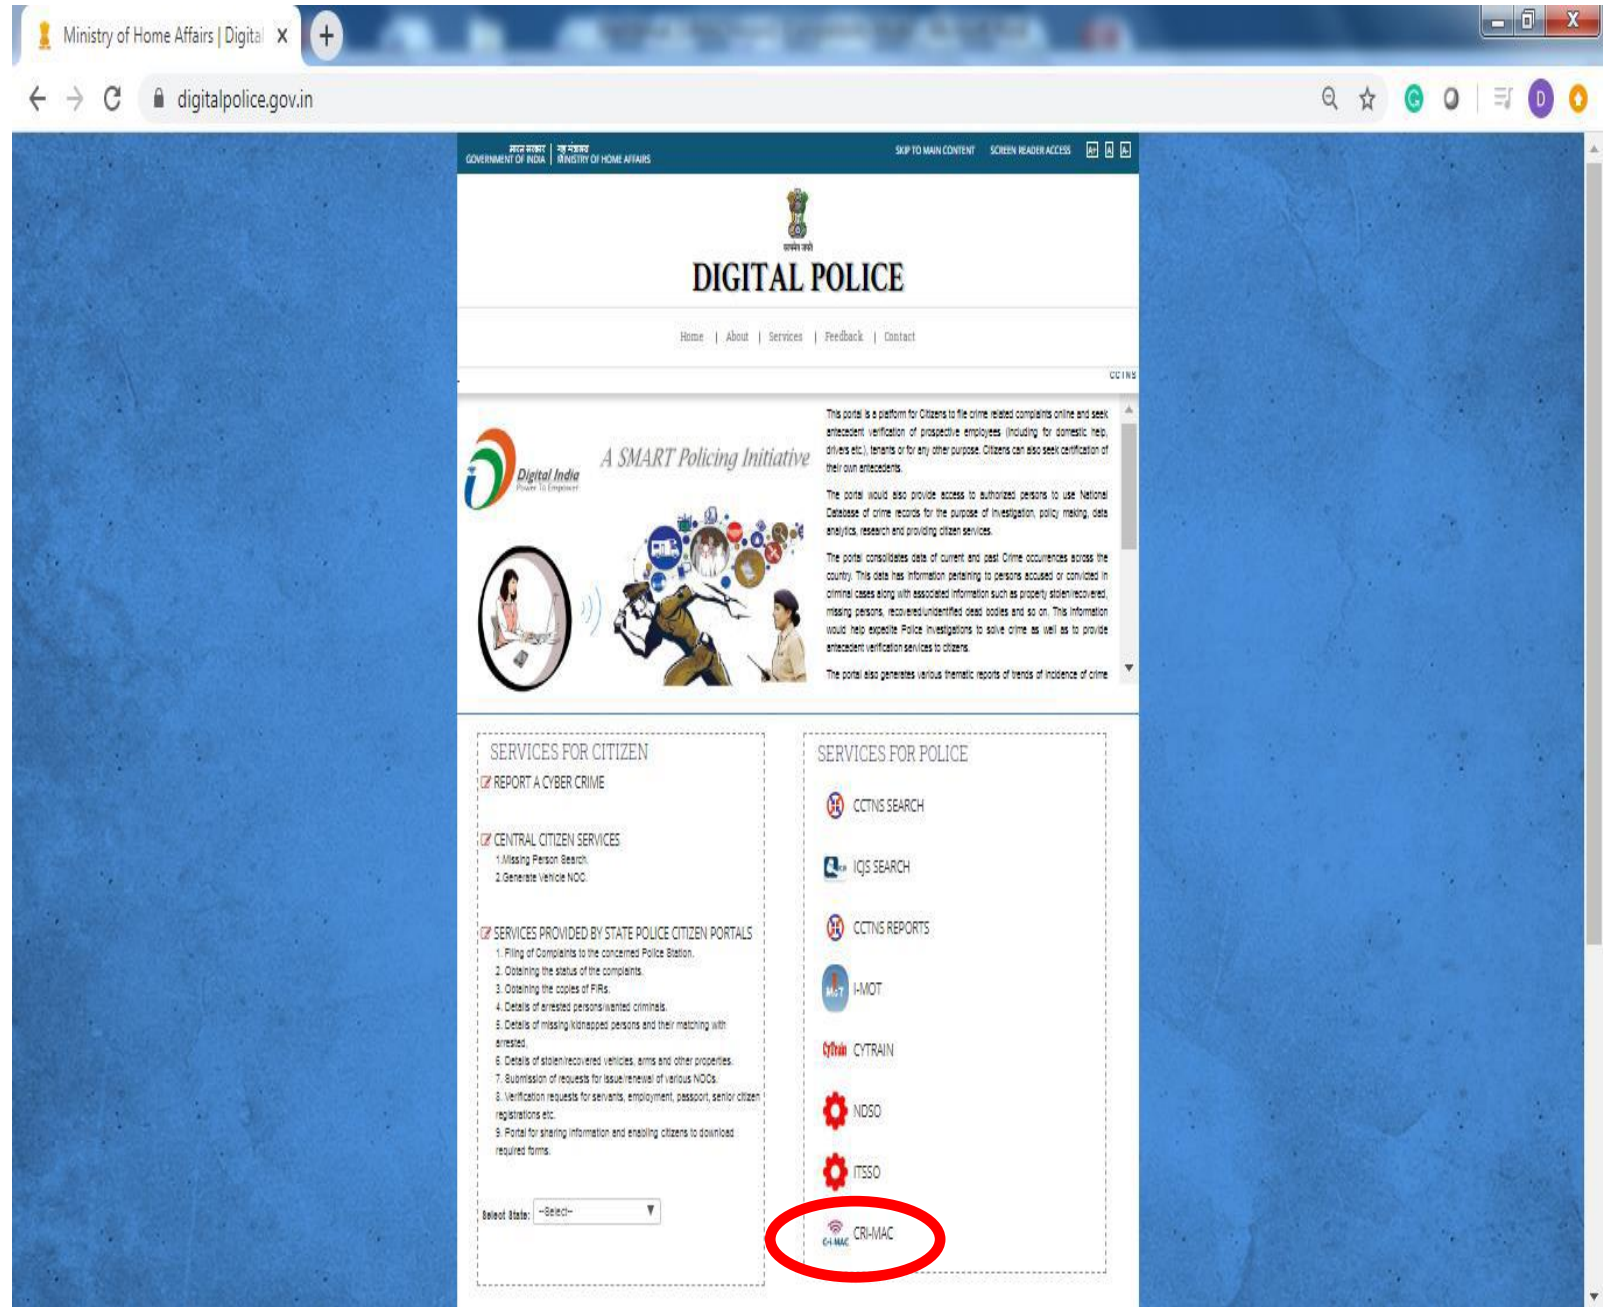 Ministry of Home Affairs | Digital
digitalpolice.gov.in
भारत सरकार
गृह मंत्रालय
GOVERNMENT OF INDIA
MINISTRY OF HOME AFFAIRS
SKIP TO MAIN CONTENT
SCREEN READER ACCESS
A+ A A-
सत्यमेव जयते
DIGITAL POLICE
Home | About | Services | Feedback | Contact
CCTNS
Digital India
Power To Empower
A SMART Policing Initiative
This portal is a platform for Citizens to file crime related complaints online and seek
antecedent verification of prospective employees (including for domestic help,
drivers etc.), tenants or for any other purpose. Citizens can also seek certification of
their own antecedents.
The portal would also provide access to authorized persons to use National
Database of crime records for the purpose of investigation, policy making, data
analytics, research and providing citizen services.
The portal consolidates data of current and past Crime occurrences across the
country. This data has information pertaining to persons accused or convicted in
criminal cases along with associated information such as property stolen/recovered,
missing persons, recovered/unidentified dead bodies and so on. This information
would help expedite Police investigations to solve crime as well as to provide
antecedent verification services to citizens.
The portal also generates various thematic reports of trends of incidence of crime
SERVICES FOR CITIZEN
REPORT A CYBER CRIME
CENTRAL CITIZEN SERVICES
1.Missing Person Search.
2.Generate Vehicle NOC.
SERVICES PROVIDED BY STATE POLICE CITIZEN PORTALS
1. Filing of Complaints to the concerned Police Station.
2. Obtaining the status of the complaints.
3. Obtaining the copies of FIRs.
4. Details of arrested persons/wanted criminals.
5. Details of missing/kidnapped persons and their matching with
arrested,
6. Details of stolen/recovered vehicles, arms and other properties.
7. Submission of requests for issue/renewal of various NOCs.
8. Verification requests for servants, employment, passport, senior citizen
registrations etc.
9. Portal for sharing information and enabling citizens to download
required forms.
Select State: --Select--
SERVICES FOR POLICE
CCTNS SEARCH
ICJS SEARCH
CCTNS REPORTS
MoT I-MOT
CyTrain CYTRAIN
NDSO
ITSSO
C-i-MAC CRI-MAC